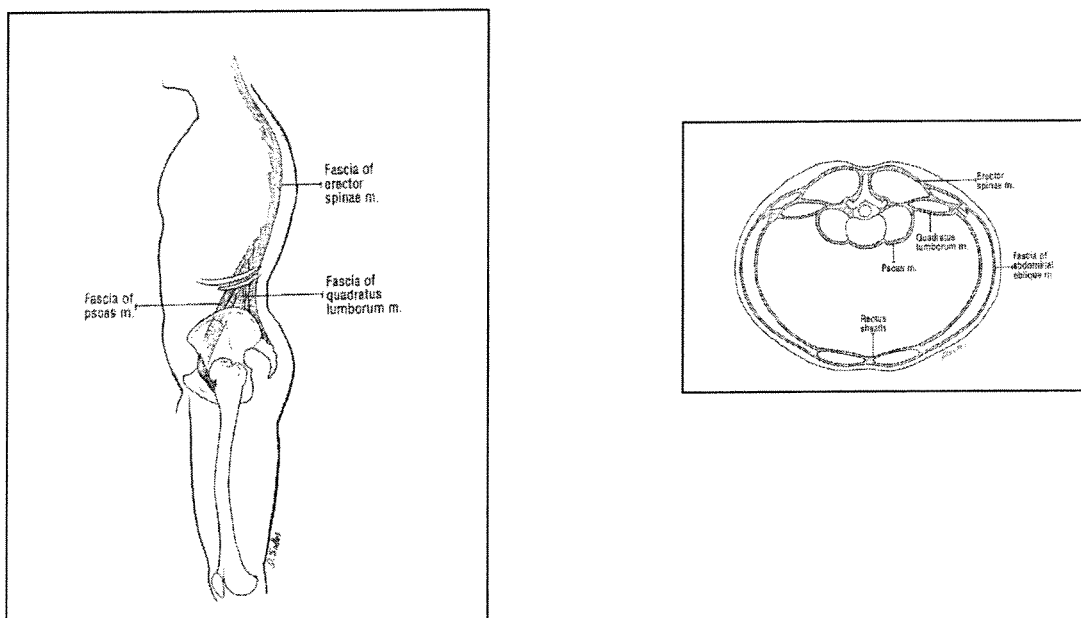 Fascia of
erector
spinae m.
Fascia of
psoas m.
Fascia of
quadratus
lumborum m.
Erector
spinae m.
Quadratus
lumborum m.
Psoas m.
Fascia of
abdominal
oblique m.
Rectus
sheath